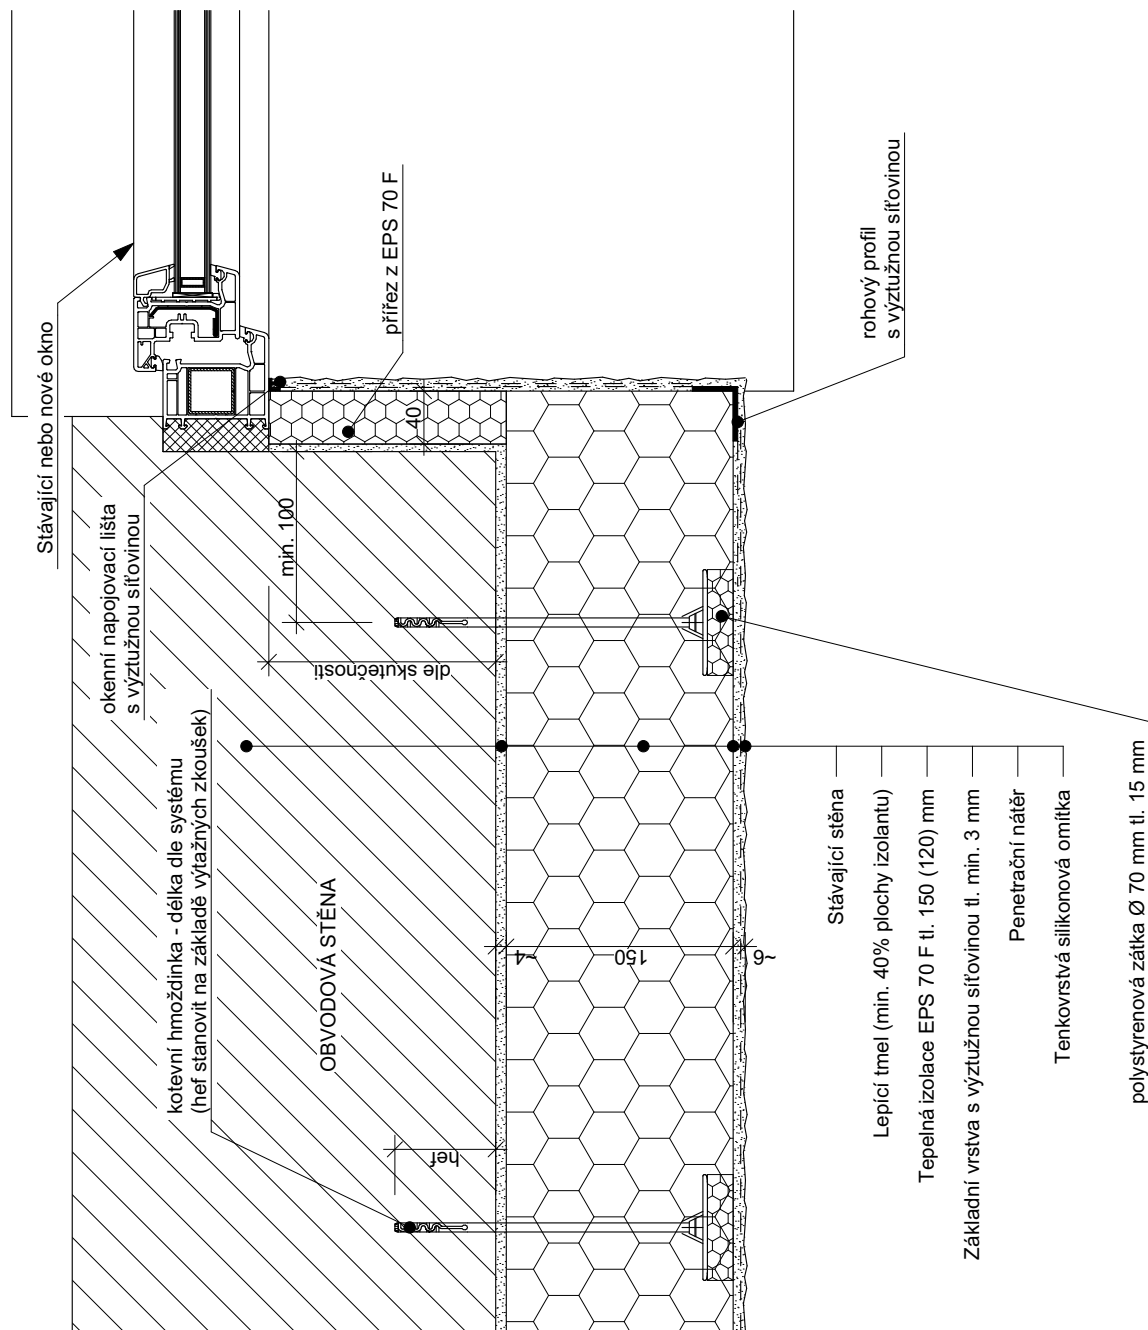 Stávající nebo nové okno
okenní napojovací lišta
s výztužnou síťovinou
kotevní hmoždinka - délka dle systému
(hef stanovit na základě výtažných zkoušek)
přířez z EPS 70 F
rohový profil
s výztužnou síťovinou
40
min. 100
dle skutečnosti
OBVODOVÁ STĚNA
hef
~4
150
~6
Stávající stěna
Lepicí tmel (min. 40% plochy izolantu)
Tepelná izolace EPS 70 F tl. 150 (120) mm
Základní vrstva s výztužnou síťovinou tl. min. 3 mm
Penetrační nátěr
Tenkovrstvá silikonová omítka
polystyrenová zátka Ø 70 mm tl. 15 mm